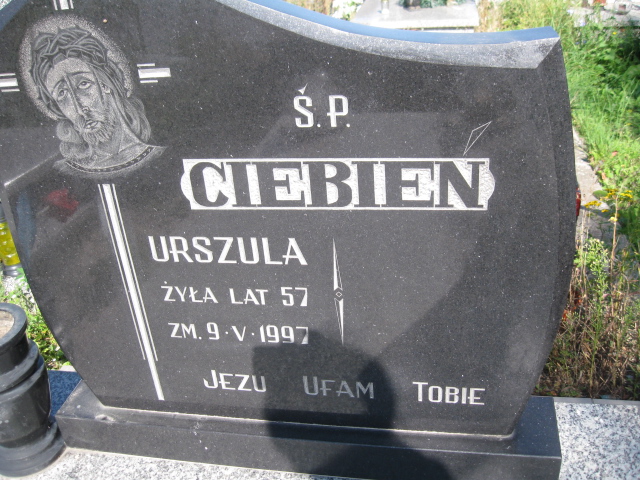 Ś.P.
CIEBIEŃ
URSZULA
ŻYŁA LAT 57
ZM. 9·V·1997
JEZU UFAM TOBIE